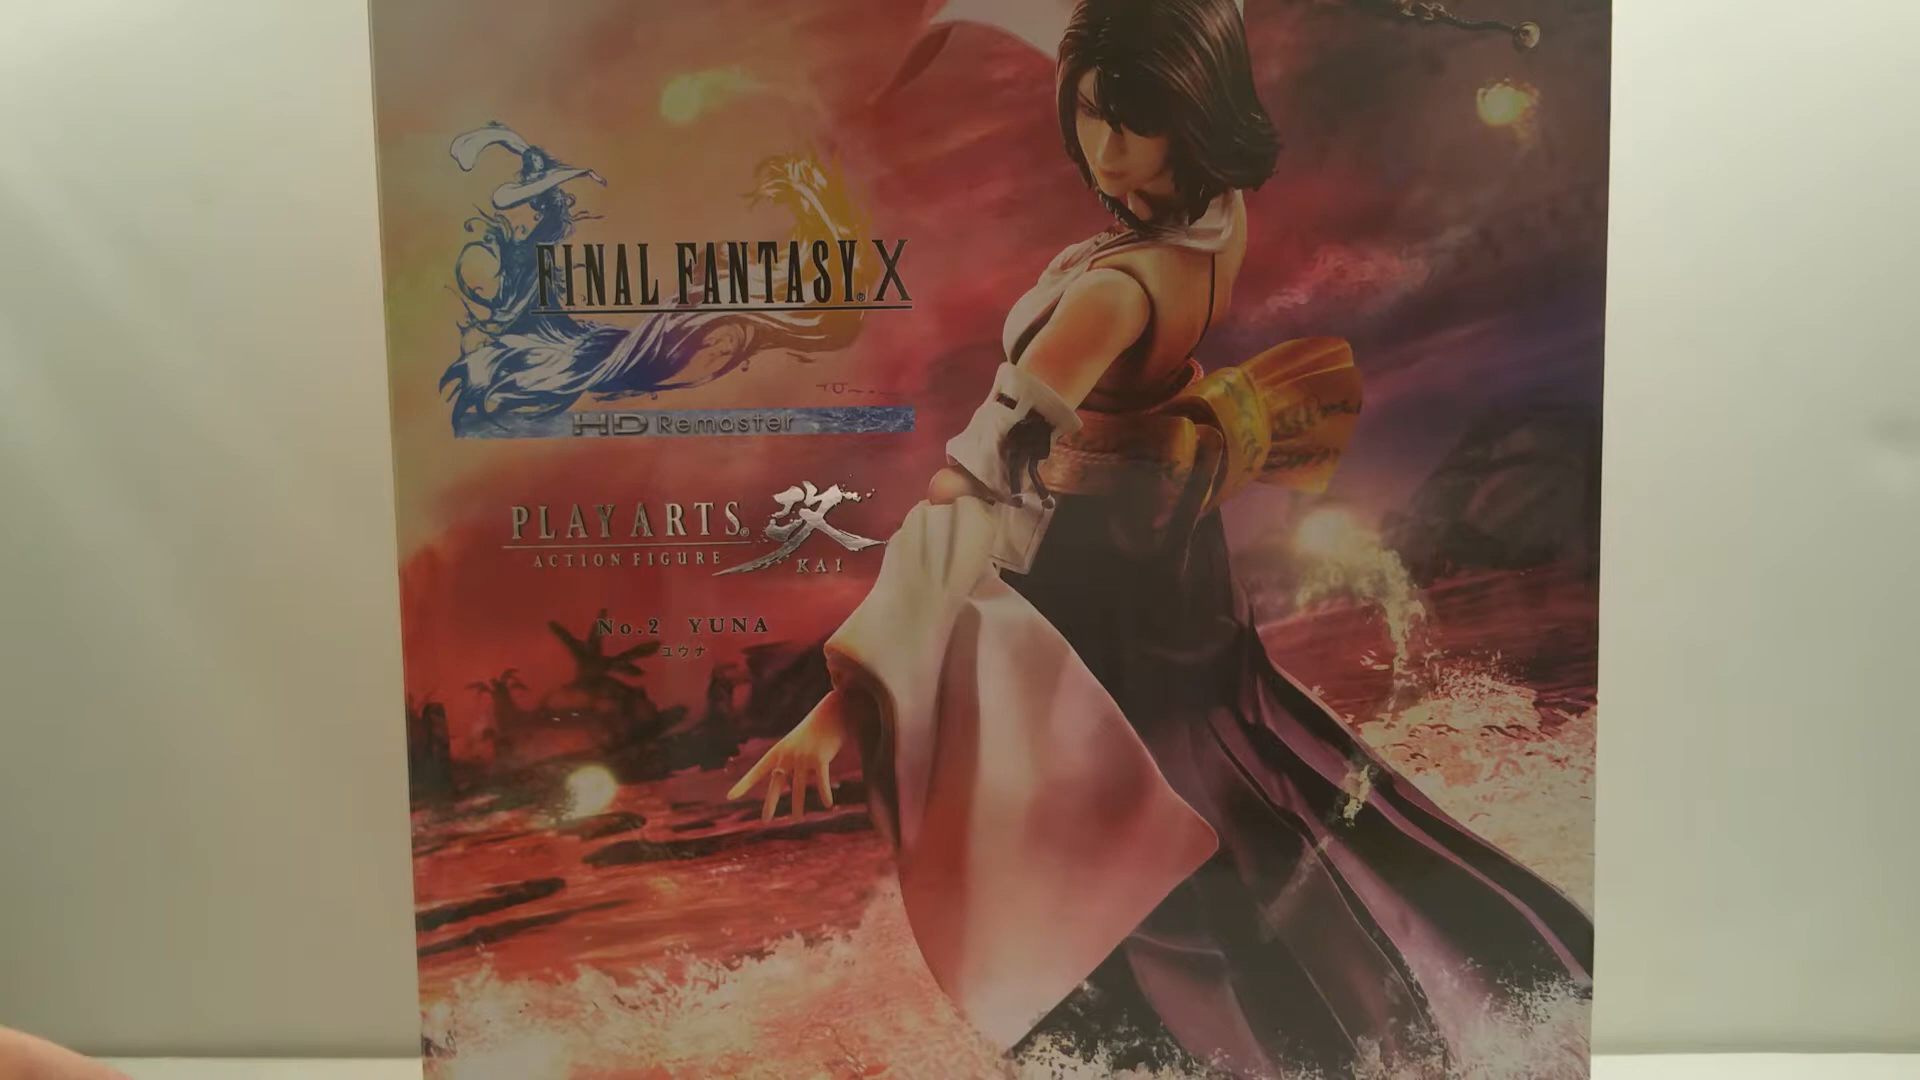 FINAL FANTASY® X
HD Remaster
PLAY ARTS® 改
ACTION FIGURE KAI
No.2 YUNA
ユウナ